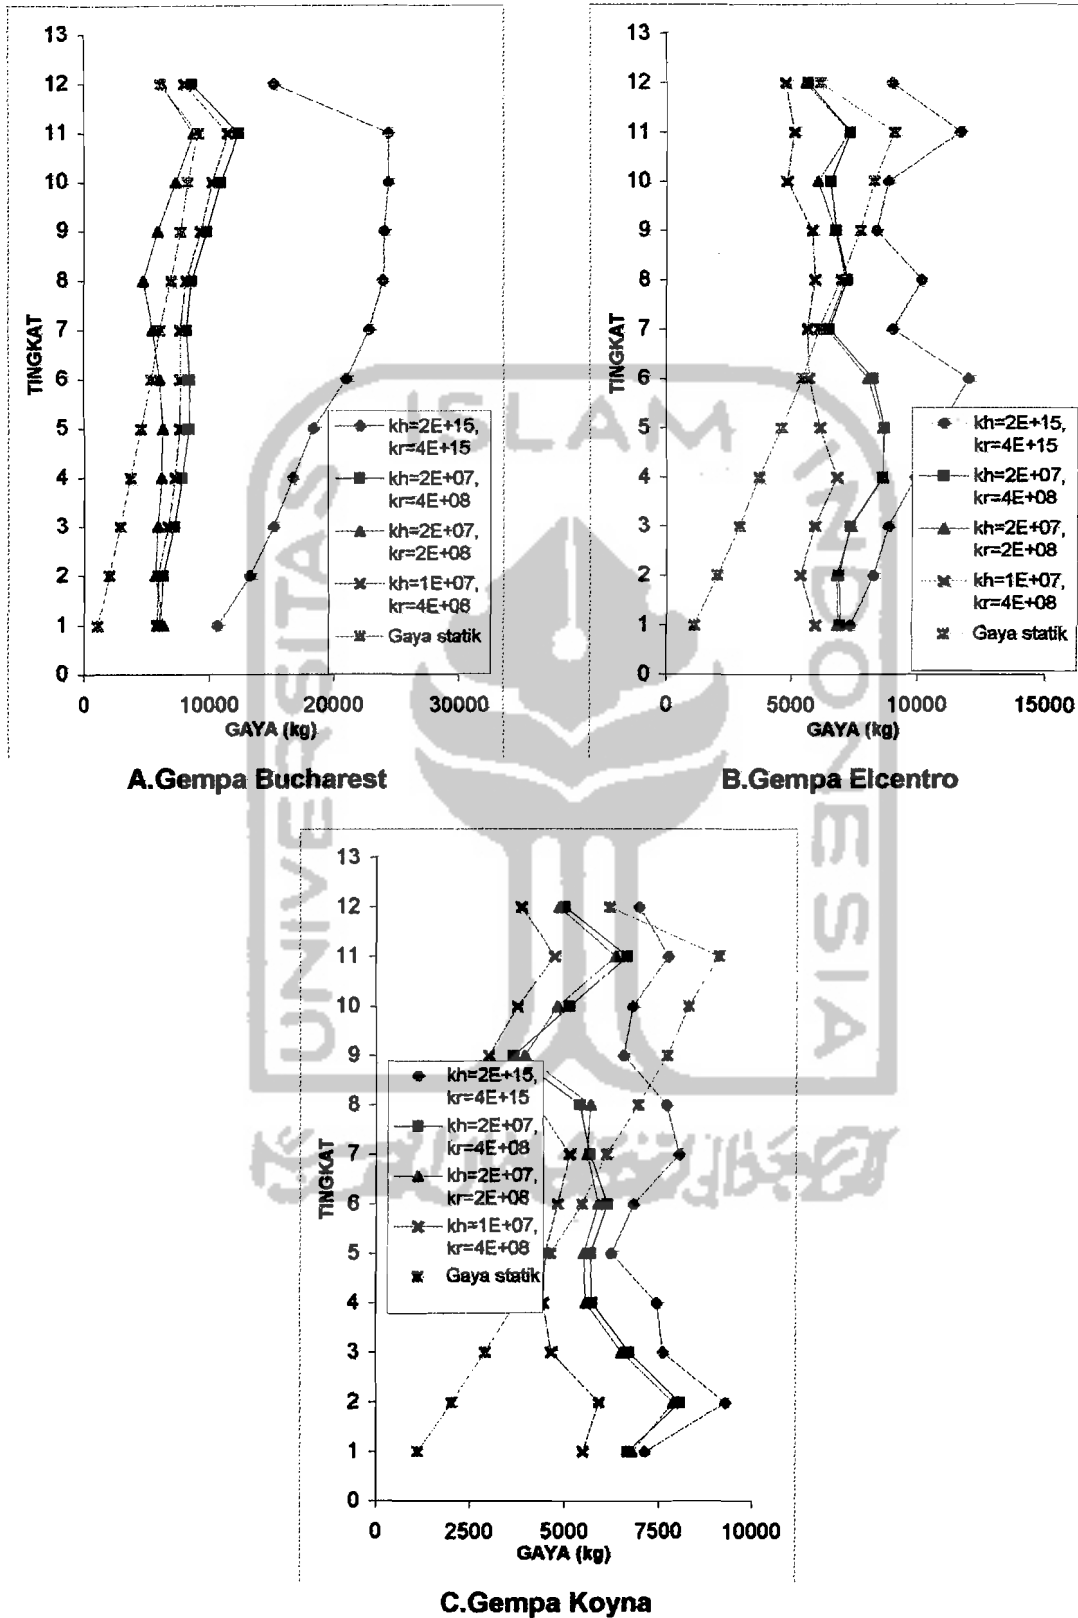 13
12
11
10
9
8
7
6
5
4
3
2
1
0
TINGKAT
0 10000 20000 30000
GAYA (kg)
kh=2E+15,
kr=4E+15
kh=2E+07,
kr=4E+08
kh=2E+07,
kr=2E+08
kh=1E+07,
kr=4E+08
Gaya statik
A.Gempa Bucharest
13
12
11
10
9
8
7
6
5
4
3
2
1
0
TINGKAT
0 5000 10000 15000
GAYA (kg)
kh=2E+15,
kr=4E+15
kh=2E+07,
kr=4E+08
kh=2E+07,
kr=2E+08
kh=1E+07,
kr=4E+08
Gaya statik
B.Gempa Elcentro
13
12
11
10
9
8
7
6
5
4
3
2
1
0
TINGKAT
0 2500 5000 7500 10000
GAYA (kg)
kh=2E+15,
kr=4E+15
kh=2E+07,
kr=4E+08
kh=2E+07,
kr=2E+08
kh=1E+07,
kr=4E+08
Gaya statik
C.Gempa Koyna
UNIVERSITAS
ISLAM
INDONESIA